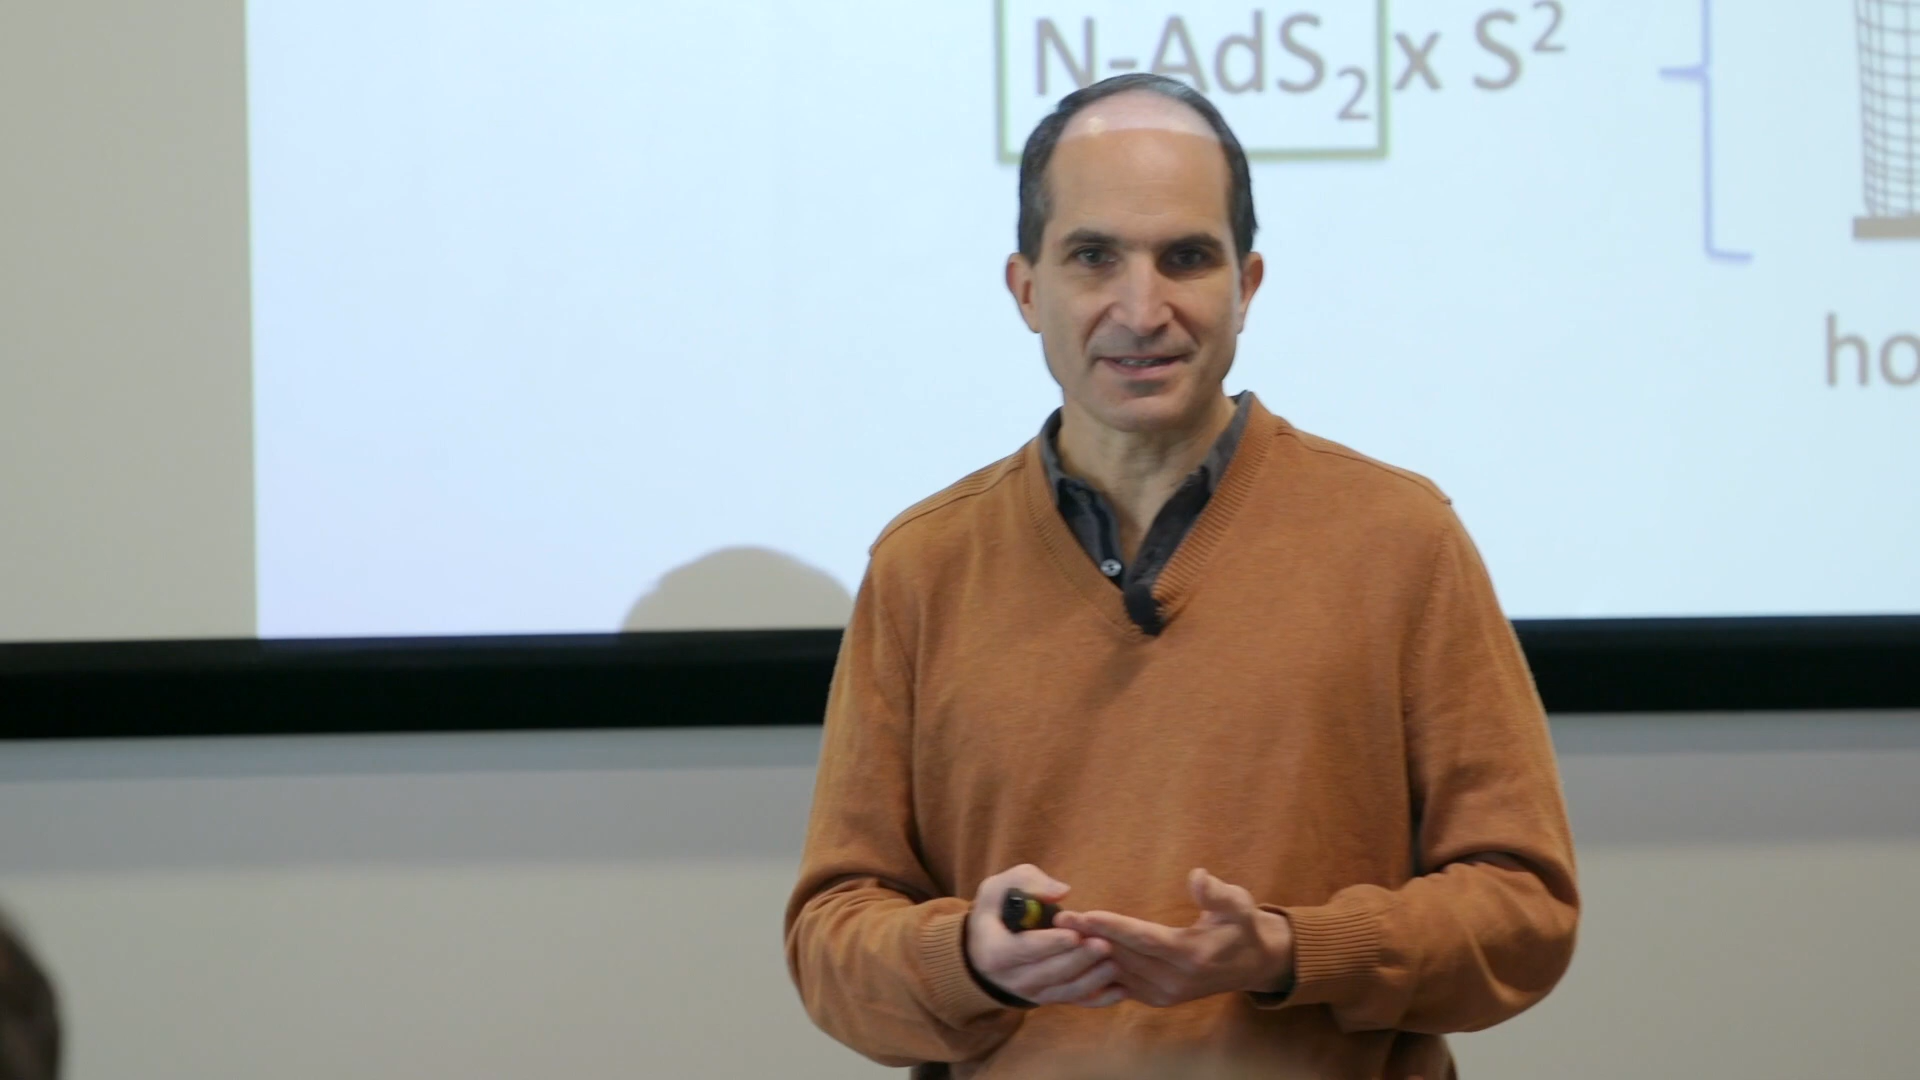 N-AdS₂ x S²
ho